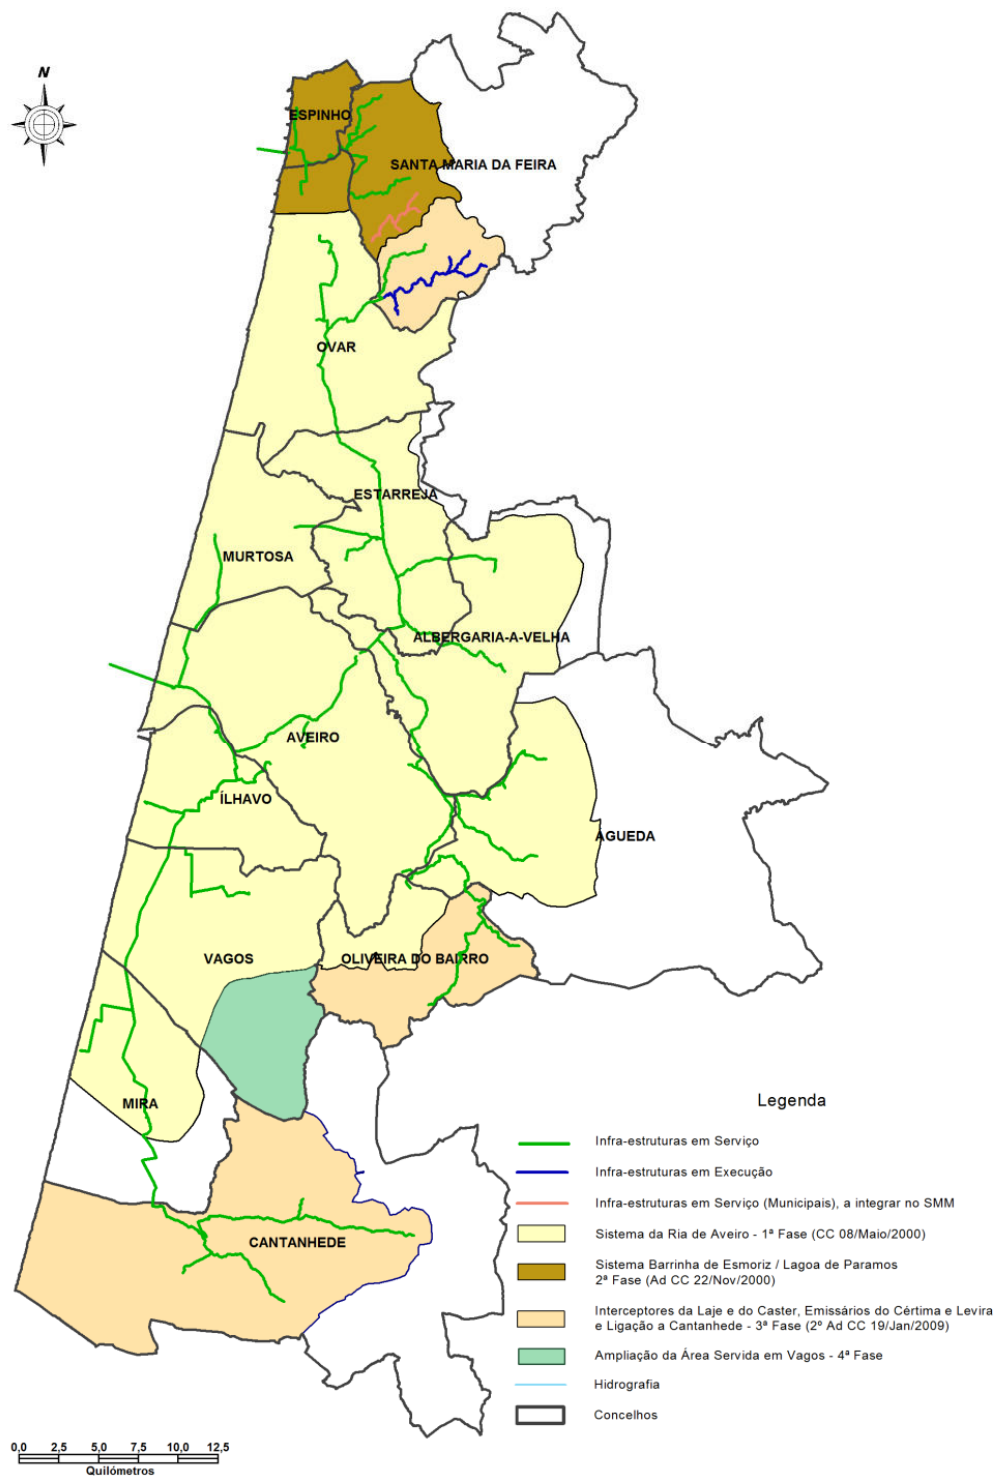 N
ESPINHO
SANTA MARIA DA FEIRA
OVAR
ESTARREJA
MURTOSA
ALBERGARIA-A-VELHA
AVEIRO
ÍLHAVO
ÁGUEDA
VAGOS
OLIVEIRA DO BAIRRO
MIRA
CANTANHEDE
Legenda
Infra-estruturas em Serviço
Infra-estruturas em Execução
Infra-estruturas em Serviço (Municipais), a integrar no SMM
Sistema da Ria de Aveiro - 1ª Fase (CC 08/Maio/2000)
Sistema Barrinha de Esmoriz / Lagoa de Paramos
2ª Fase (Ad CC 22/Nov/2000)
Interceptores da Laje e do Caster, Emissários do Cértima e Levira
e Ligação a Cantanhede - 3ª Fase (2º Ad CC 19/Jan/2009)
Ampliação da Área Servida em Vagos - 4ª Fase
Hidrografia
Concelhos
0,0 2,5 5,0 7,5 10,0 12,5
Quilómetros